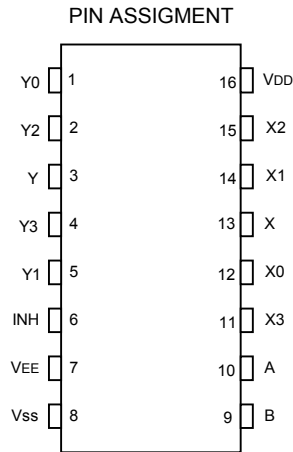 PIN ASSIGMENT
Y0 1 16 VDD
Y2 2 15 X2
Y 3 14 X1
Y3 4 13 X
Y1 5 12 X0
INH 6 11 X3
VEE 7 10 A
Vss 8 9 B